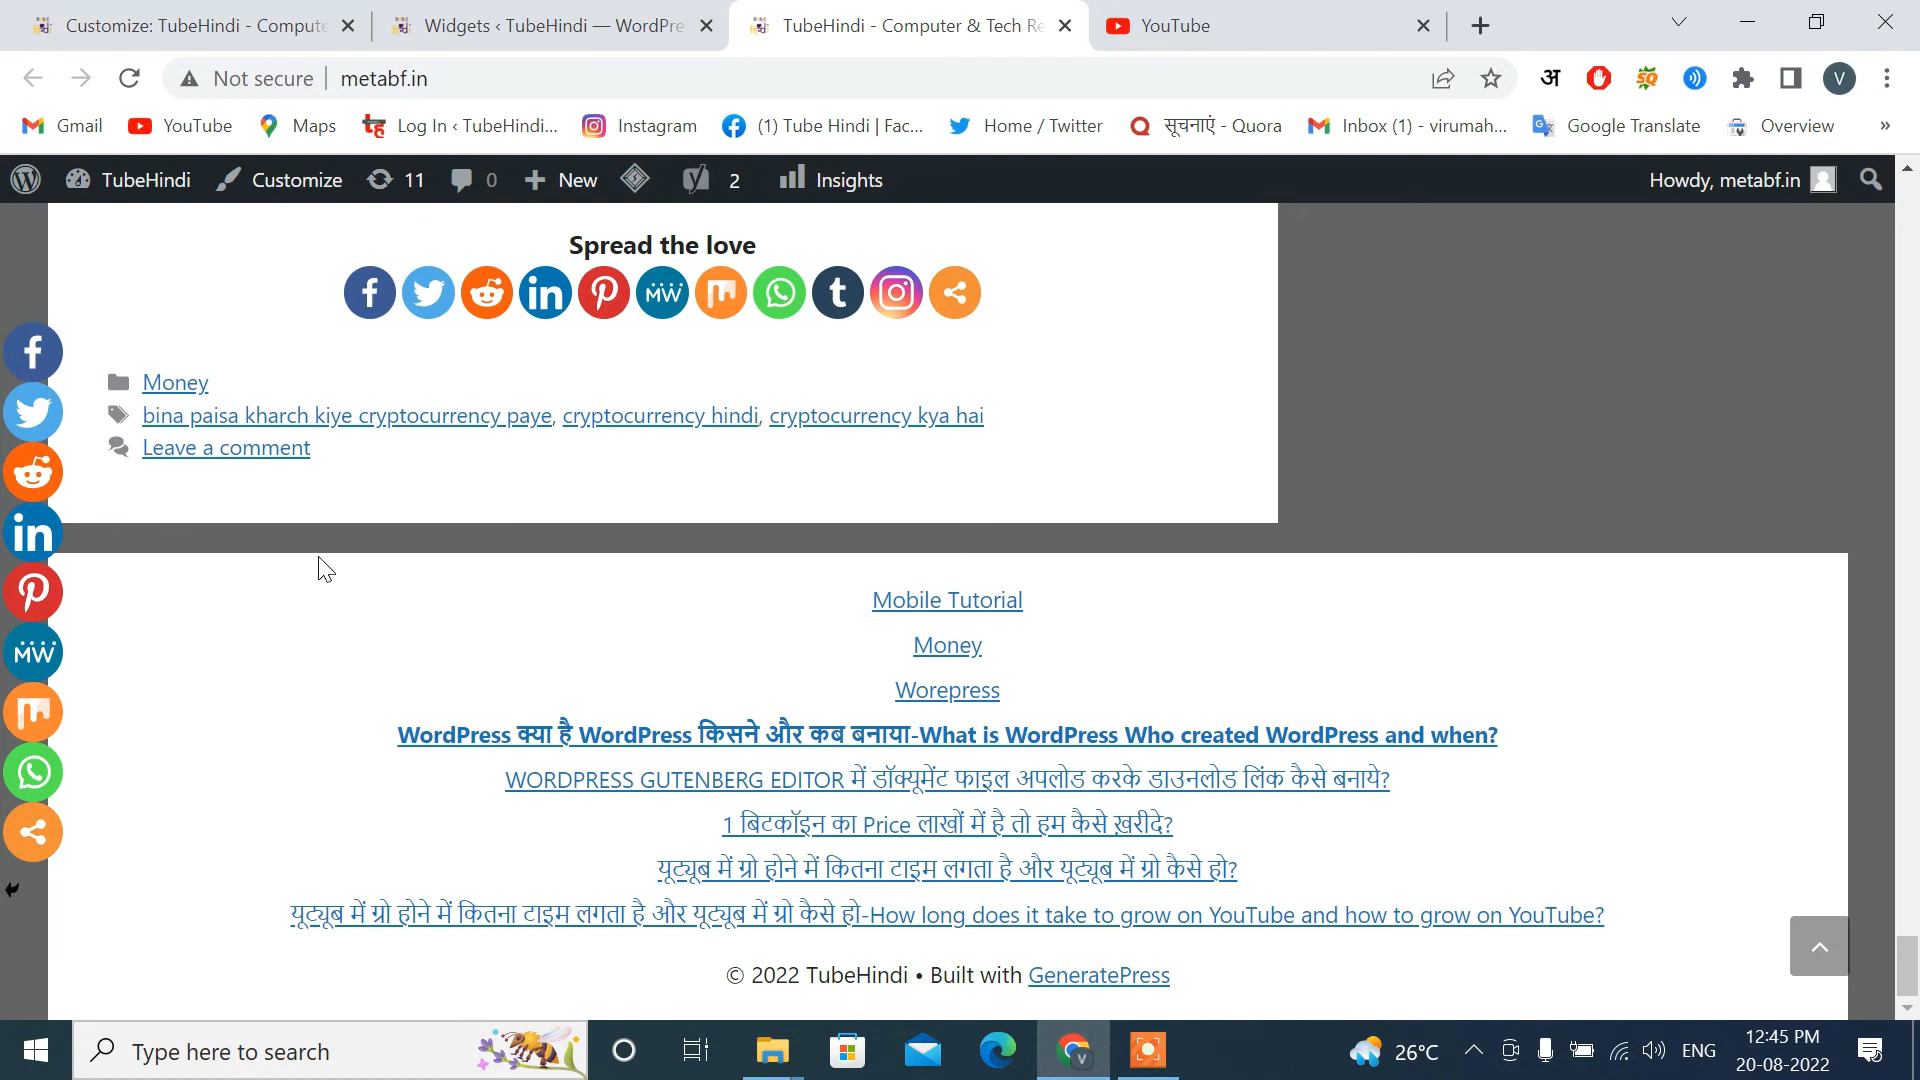 Customize: TubeHindi - Compute
Widgets ‹ TubeHindi — WordPre
TubeHindi - Computer & Tech Re
YouTube
Not secure
metabf.in
Gmail
YouTube
Maps
Log In ‹ TubeHindi...
Instagram
(1) Tube Hindi | Fac...
Home / Twitter
सूचनाएं - Quora
Inbox (1) - virumah...
Google Translate
Overview
TubeHindi
Customize
11
0
New
2
Insights
Howdy, metabf.in
Spread the love
Money
bina paisa kharch kiye cryptocurrency paye, cryptocurrency hindi, cryptocurrency kya hai
Leave a comment
Mobile Tutorial
Money
Worepress
WordPress क्या है WordPress किसने और कब बनाया-What is WordPress Who created WordPress and when?
WORDPRESS GUTENBERG EDITOR में डॉक्यूमेंट फाइल अपलोड करके डाउनलोड लिंक कैसे बनाये?
1 बिटकॉइन का Price लाखों में है तो हम कैसे ख़रीदे?
यूट्यूब में ग्रो होने में कितना टाइम लगता है और यूट्यूब में ग्रो कैसे हो?
यूट्यूब में ग्रो होने में कितना टाइम लगता है और यूट्यूब में ग्रो कैसे हो-How long does it take to grow on YouTube and how to grow on YouTube?
© 2022 TubeHindi • Built with GeneratePress
Type here to search
26°C
ENG
12:45 PM
20-08-2022